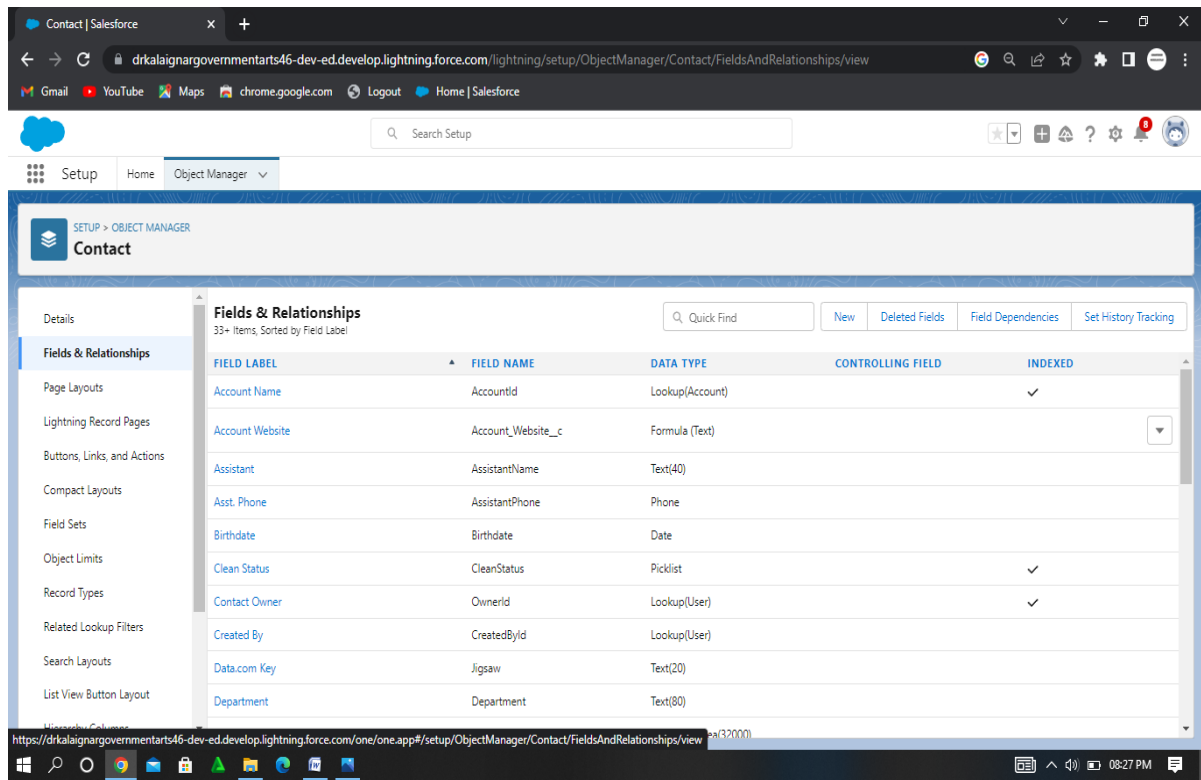 Contact | Salesforce
drkalaignargovernmentarts46-dev-ed.develop.lightning.force.com/lightning/setup/ObjectManager/Contact/FieldsAndRelationships/view
Gmail YouTube Maps chrome.google.com Logout Home | Salesforce
Search Setup
8
Setup Home Object Manager
SETUP > OBJECT MANAGER
Contact
Details
Fields & Relationships
Page Layouts
Lightning Record Pages
Buttons, Links, and Actions
Compact Layouts
Field Sets
Object Limits
Record Types
Related Lookup Filters
Search Layouts
List View Button Layout
Hierarchy Columns
Fields & Relationships
33+ Items, Sorted by Field Label
Quick Find New Deleted Fields Field Dependencies Set History Tracking
FIELD LABEL FIELD NAME DATA TYPE CONTROLLING FIELD INDEXED
Account Name AccountId Lookup(Account)
Account Website Account_Website__c Formula (Text)
Assistant AssistantName Text(40)
Asst. Phone AssistantPhone Phone
Birthdate Birthdate Date
Clean Status CleanStatus Picklist
Contact Owner OwnerId Lookup(User)
Created By CreatedById Lookup(User)
Data.com Key Jigsaw Text(20)
Department Department Text(80)
ea(32000)
https://drkalaignargovernmentarts46-dev-ed.develop.lightning.force.com/one/one.app#/setup/ObjectManager/Contact/FieldsAndRelationships/view
08:27 PM